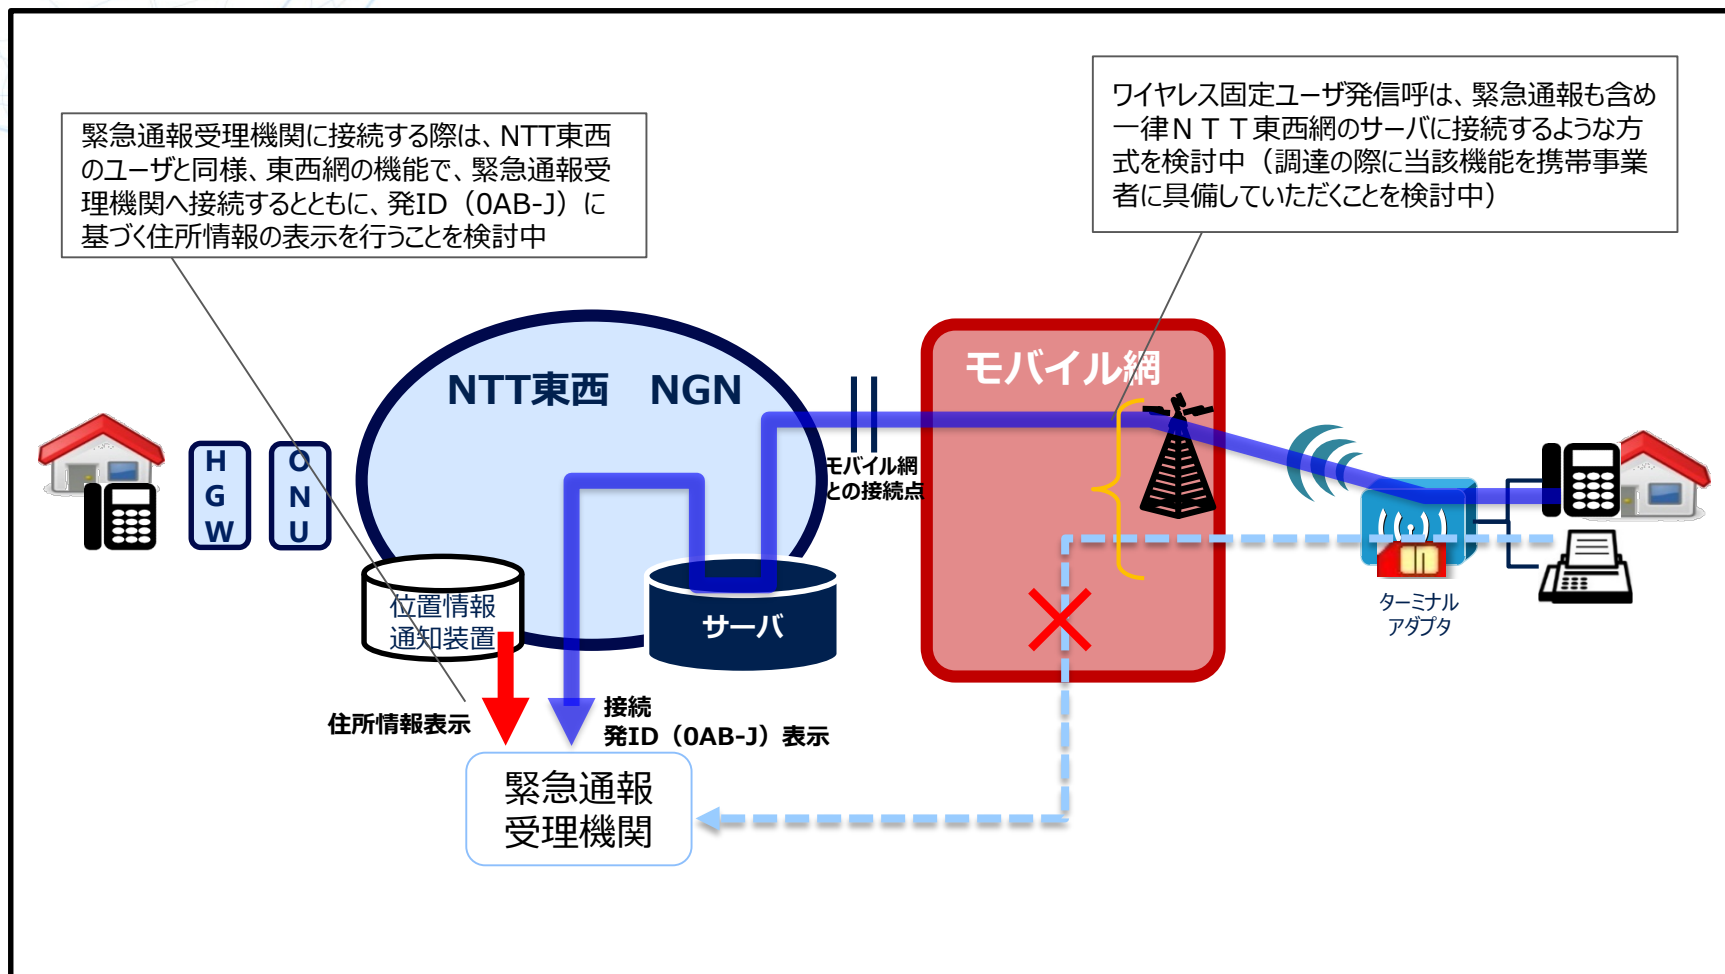 緊急通報受理機関に接続する際は、NTT東西
のユーザと同様、東西網の機能で、緊急通報受
理機関へ接続するとともに、発ID（0AB-J）に
基づく住所情報の表示を行うことを検討中
ワイヤレス固定ユーザ発信呼は、緊急通報も含め
一律ＮＴＴ東西網のサーバに接続するような方
式を検討中（調達の際に当該機能を携帯事業
者に具備していただくことを検討中）
NTT東西　NGN
モバイル網
HGW
ONU
モバイル網
との接続点
位置情報
通知装置
サーバ
ターミナル
アダプタ
住所情報表示
接続
発ID（0AB-J）表示
緊急通報
受理機関